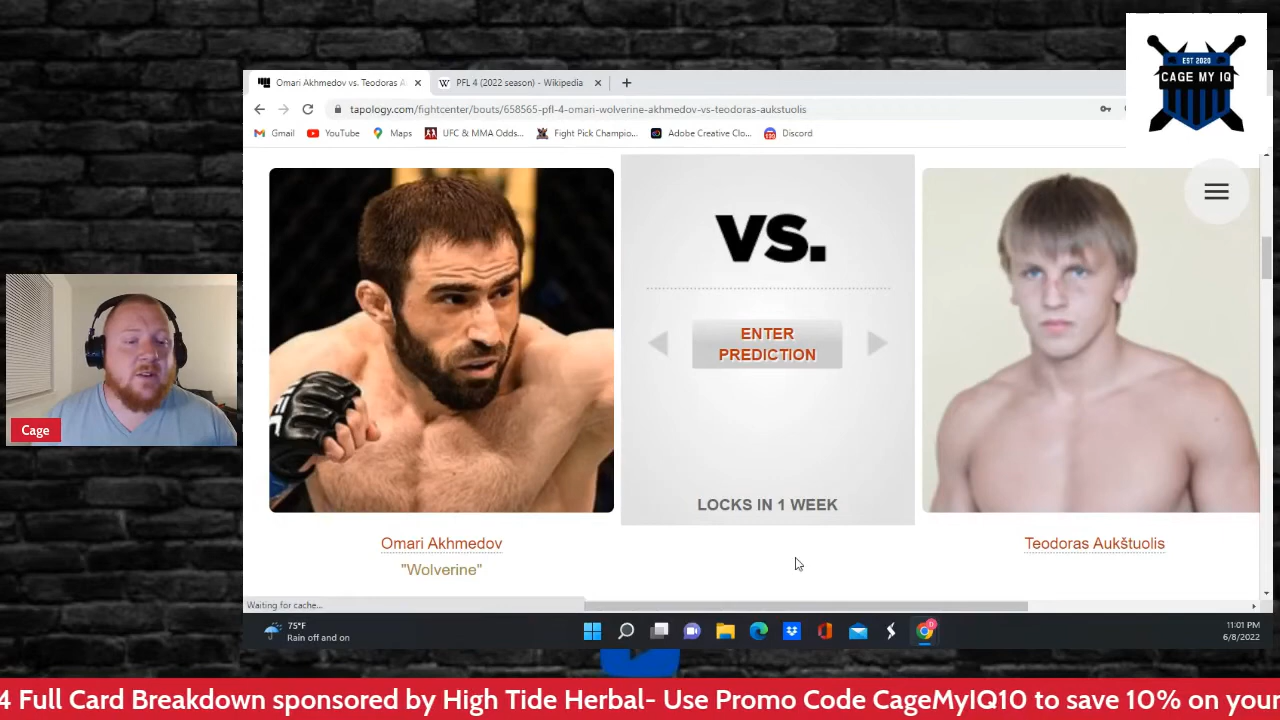 EST 2020
CAGE MY IQ
Omari Akhmedov vs. Teodoras A
PFL 4 (2022 season) - Wikipedia
tapology.com/fightcenter/bouts/658565-pfl-4-omari-wolverine-akhmedov-vs-teodoras-aukstuolis
Gmail
YouTube
Maps
UFC & MMA Odds...
Fight Pick Champio...
Adobe Creative Clo...
Discord
VS.
ENTER
PREDICTION
LOCKS IN 1 WEEK
Omari Akhmedov
"Wolverine"
Teodoras Aukštuolis
Cage
Waiting for cache...
75°F
Rain off and on
11:01 PM
6/8/2022
4 Full Card Breakdown sponsored by High Tide Herbal- Use Promo Code CageMyIQ10 to save 10% on your